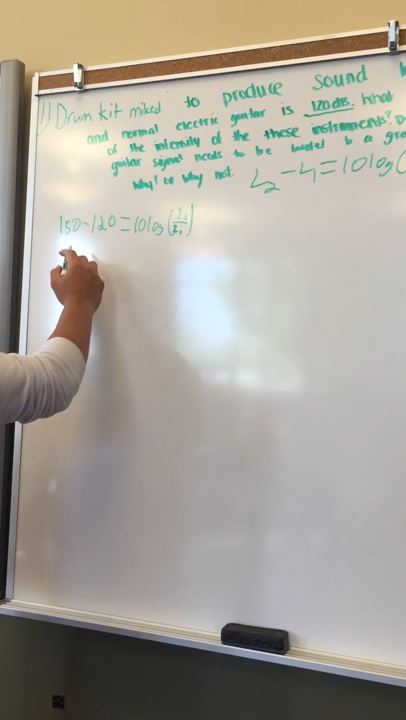 1) Drum kit miked to produce sound
and normal electric guitar is 120 dB. What
of the intensity of the these instruments?
guitar signal needs to be to be a
Why? or Why not.
L₂ - L₁ = 10 log (
150 - 120 = 10 log (I₂/I₁)